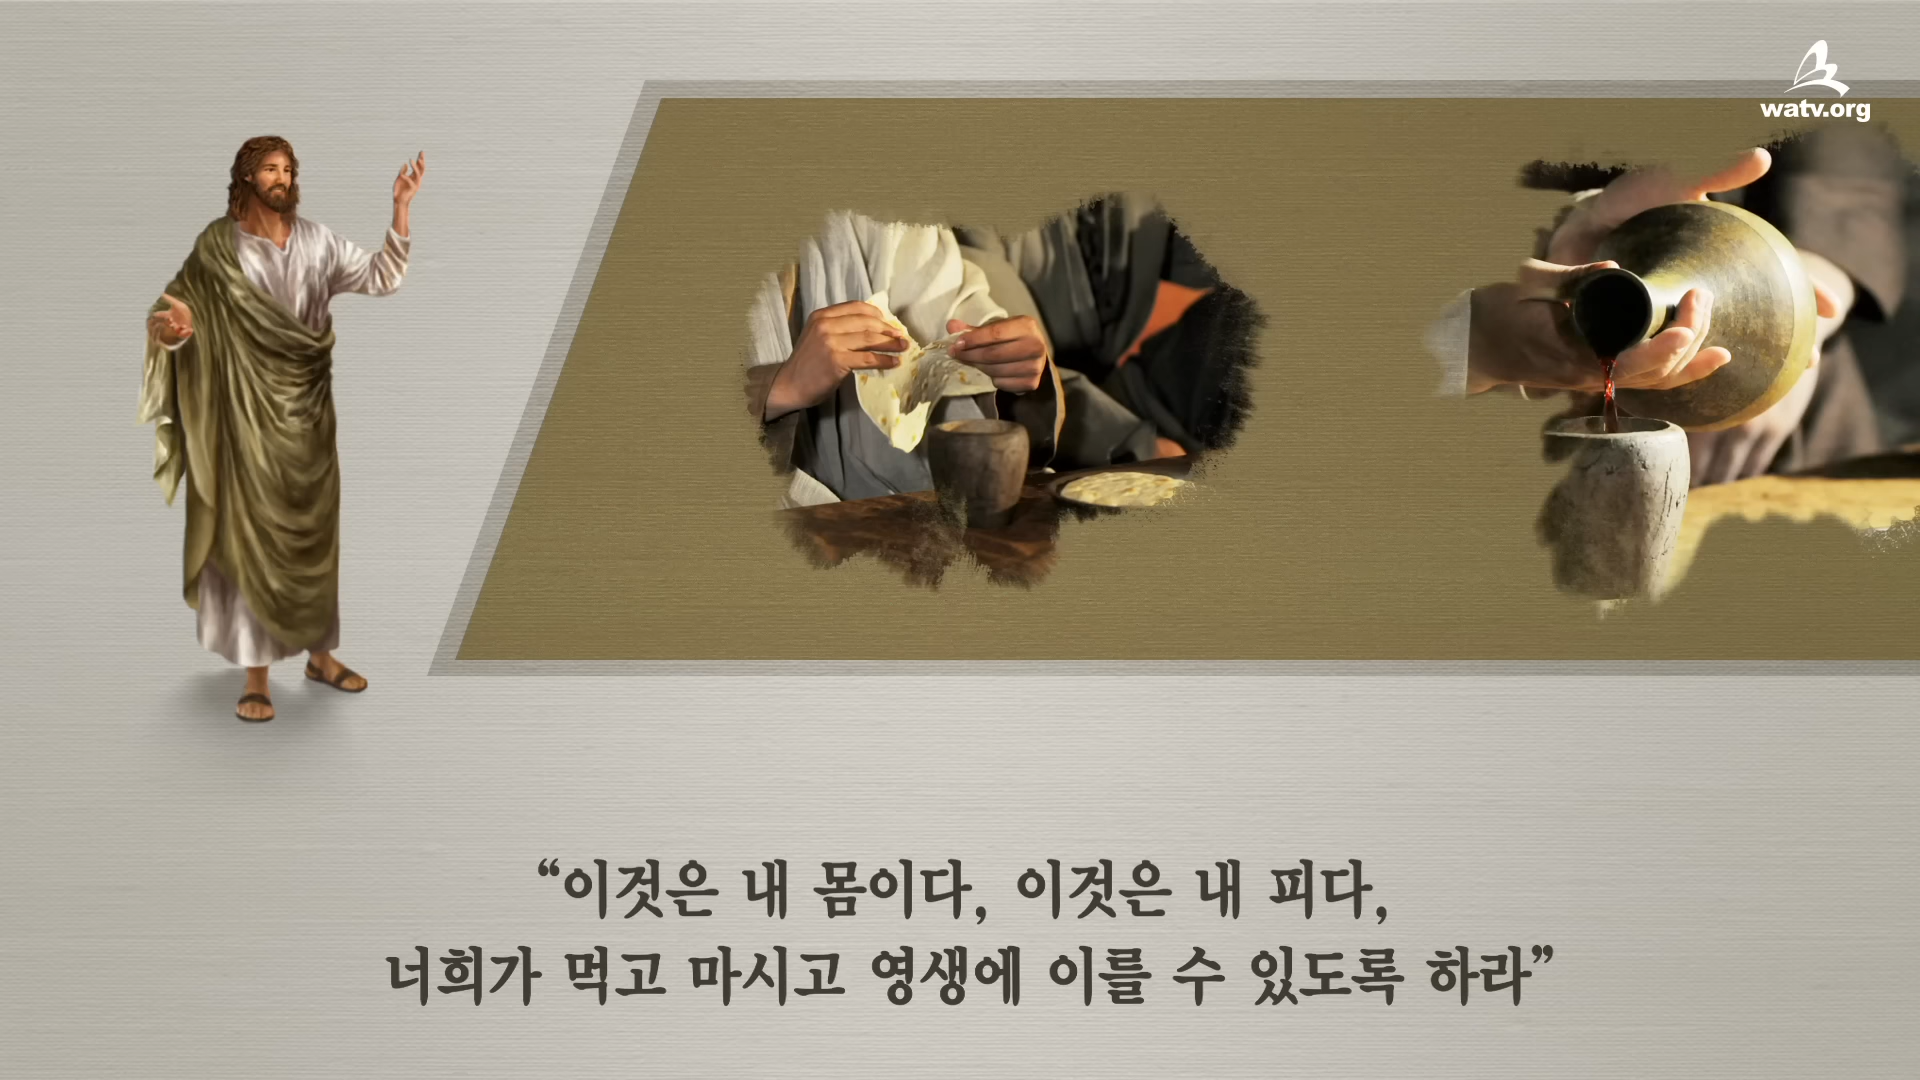 watv.org
“이것은 내 몸이다, 이것은 내 피다,
너희가 먹고 마시고 영생에 이를 수 있도록 하라”